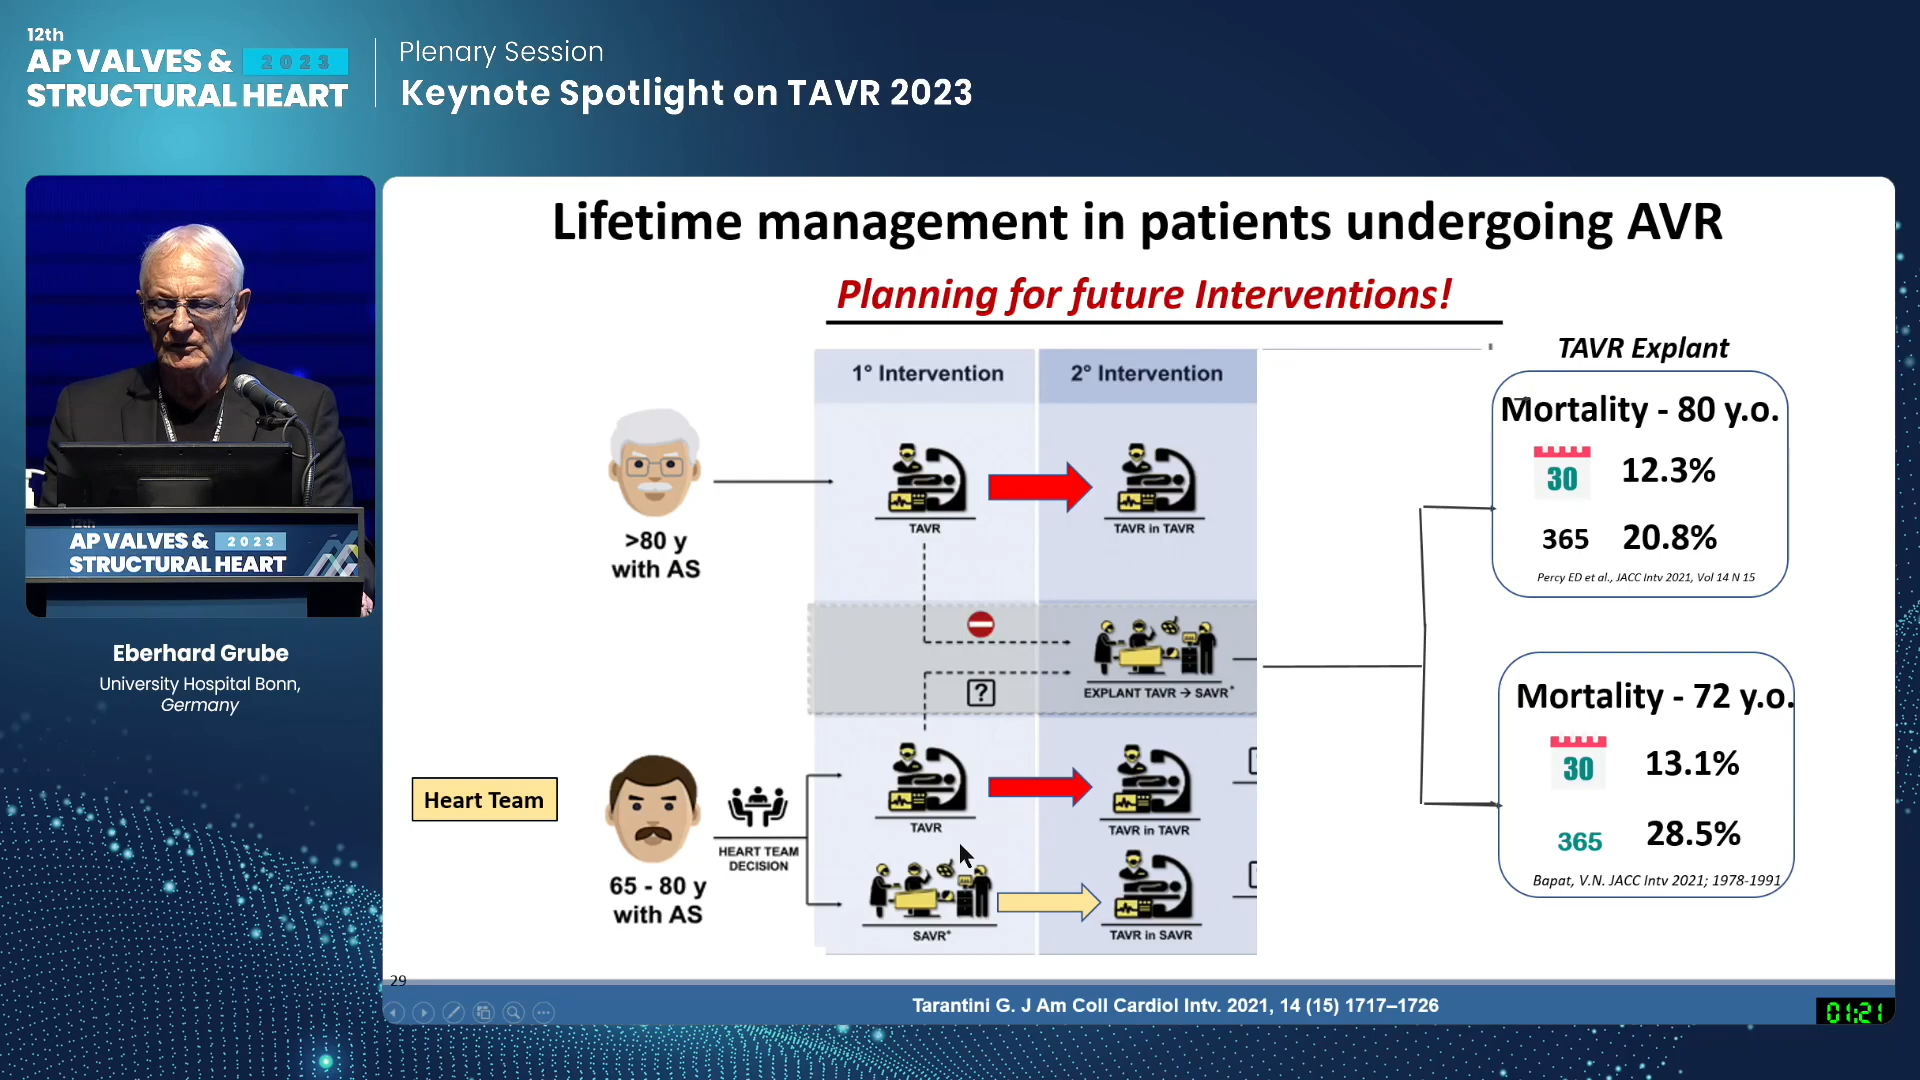 12th
AP VALVES & 2023
STRUCTURAL HEART
Plenary Session
Keynote Spotlight on TAVR 2023
12th
AP VALVES & 2023
STRUCTURAL HEART
Eberhard Grube
University Hospital Bonn,
Germany
Lifetime management in patients undergoing AVR
Planning for future Interventions!
1° Intervention
2° Intervention
>80 y
with AS
TAVR
TAVR in TAVR
EXPLANT TAVR → SAVR*
?
Heart Team
65 - 80 y
with AS
HEART TEAM
DECISION
TAVR
TAVR in TAVR
SAVR*
TAVR in SAVR
TAVR Explant
Mortality - 80 y.o.
30 12.3%
365 20.8%
Percy ED et al., JACC Intv 2021, Vol 14 N 15
Mortality - 72 y.o.
30 13.1%
365 28.5%
Bapat, V.N. JACC Intv 2021; 1978-1991
29
Tarantini G. J Am Coll Cardiol Intv. 2021, 14 (15) 1717–1726
01:21